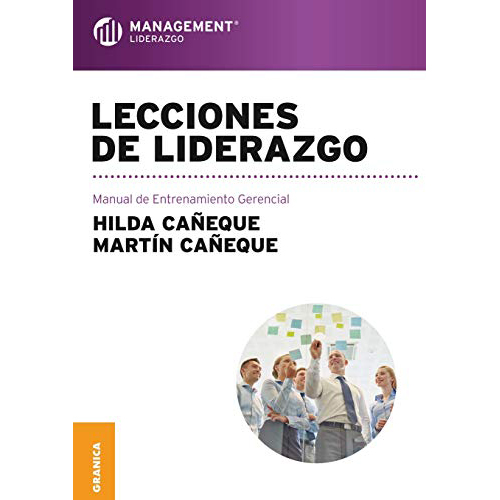 MANAGEMENT®
LIDERAZGO
LECCIONES
DE LIDERAZGO
Manual de Entrenamiento Gerencial
HILDA CAÑEQUE
MARTÍN CAÑEQUE
GRANICA